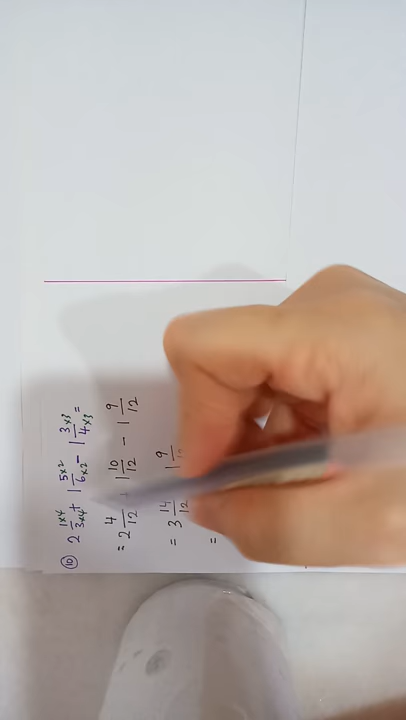 ⑩ 2 1×4/3×4 + 1 5×2/6×2 - 1 3×3/4×3 =
= 2 4/12 + 1 10/12 - 1 9/12
= 3 14/12 1 9/
=